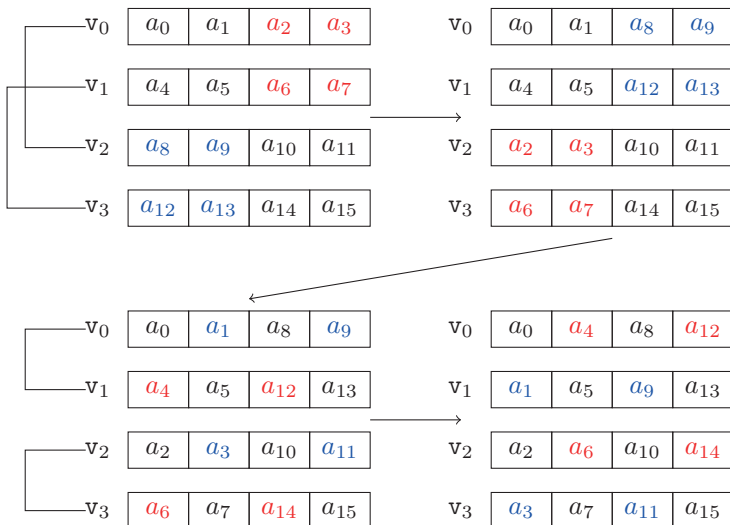 v₀ a₀ a₁ a₂ a₃ v₀ a₀ a₁ a₈ a₉
v₁ a₄ a₅ a₆ a₇ v₁ a₄ a₅ a₁₂ a₁₃
v₂ a₈ a₉ a₁₀ a₁₁ v₂ a₂ a₃ a₁₀ a₁₁
v₃ a₁₂ a₁₃ a₁₄ a₁₅ v₃ a₆ a₇ a₁₄ a₁₅
v₀ a₀ a₁ a₈ a₉ v₀ a₀ a₄ a₈ a₁₂
v₁ a₄ a₅ a₁₂ a₁₃ v₁ a₁ a₅ a₉ a₁₃
v₂ a₂ a₃ a₁₀ a₁₁ v₂ a₂ a₆ a₁₀ a₁₄
v₃ a₆ a₇ a₁₄ a₁₅ v₃ a₃ a₇ a₁₁ a₁₅